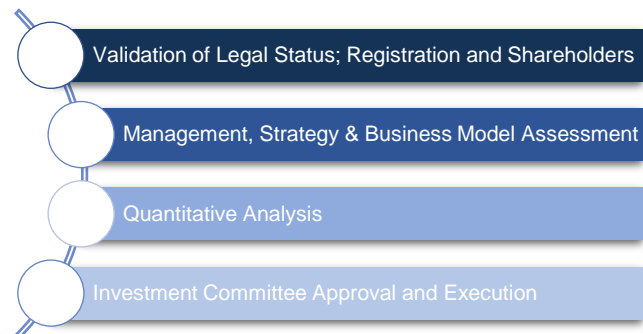 Validation of Legal Status; Registration and Shareholders
Management, Strategy & Business Model Assessment
Quantitative Analysis
Investment Committee Approval and Execution